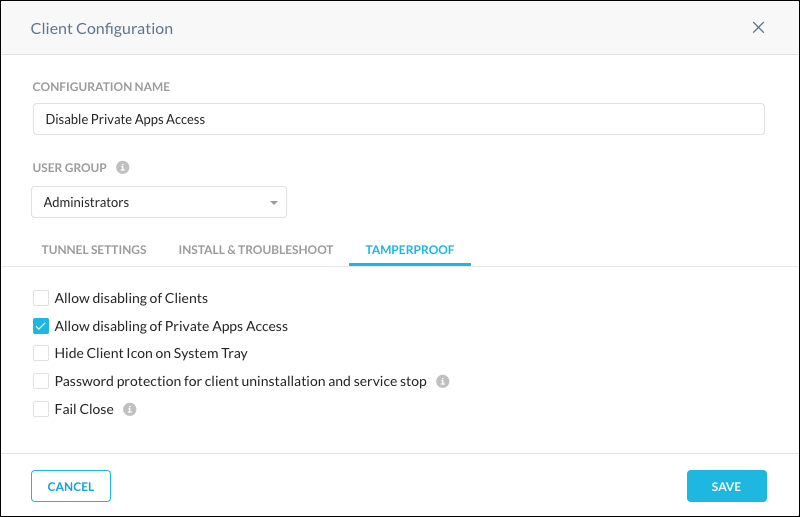 Client Configuration
CONFIGURATION NAME
Disable Private Apps Access
USER GROUP
Administrators
TUNNEL SETTINGS INSTALL & TROUBLESHOOT TAMPERPROOF
Allow disabling of Clients
Allow disabling of Private Apps Access
Hide Client Icon on System Tray
Password protection for client uninstallation and service stop
Fail Close
CANCEL SAVE